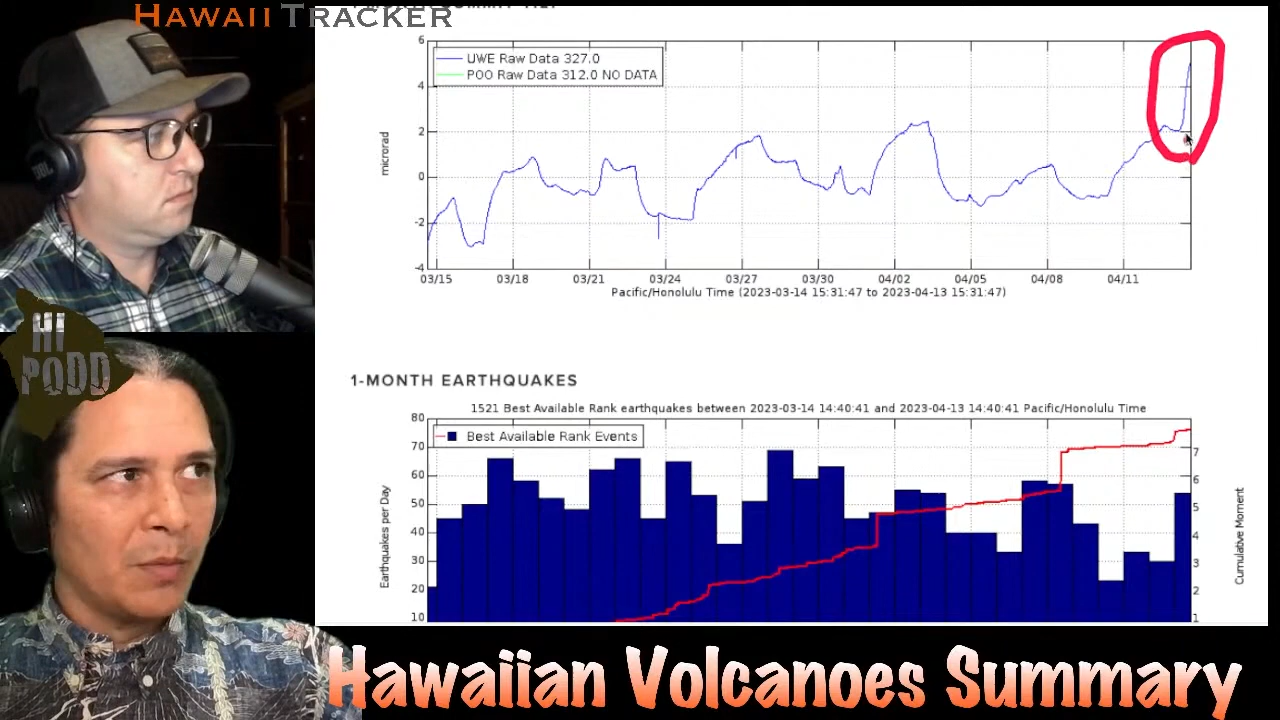 HAWAII TRACKER
6
UWE Raw Data 327.0
POO Raw Data 312.0 NO DATA
4
2
0
-2
-4
microrad
03/15 03/18 03/21 03/24 03/27 03/30 04/02 04/05 04/08 04/11
Pacific/Honolulu Time (2023-03-14 15:31:47 to 2023-04-13 15:31:47)
HI
PODD
1-MONTH EARTHQUAKES
1521 Best Available Rank earthquakes between 2023-03-14 14:40:41 and 2023-04-13 14:40:41 Pacific/Honolulu Time
Best Available Rank Events
80
70
60
50
40
30
20
10
Earthquakes per Day
7
6
5
4
3
2
1
Cumulative Moment
Hawaiian Volcanoes Summary